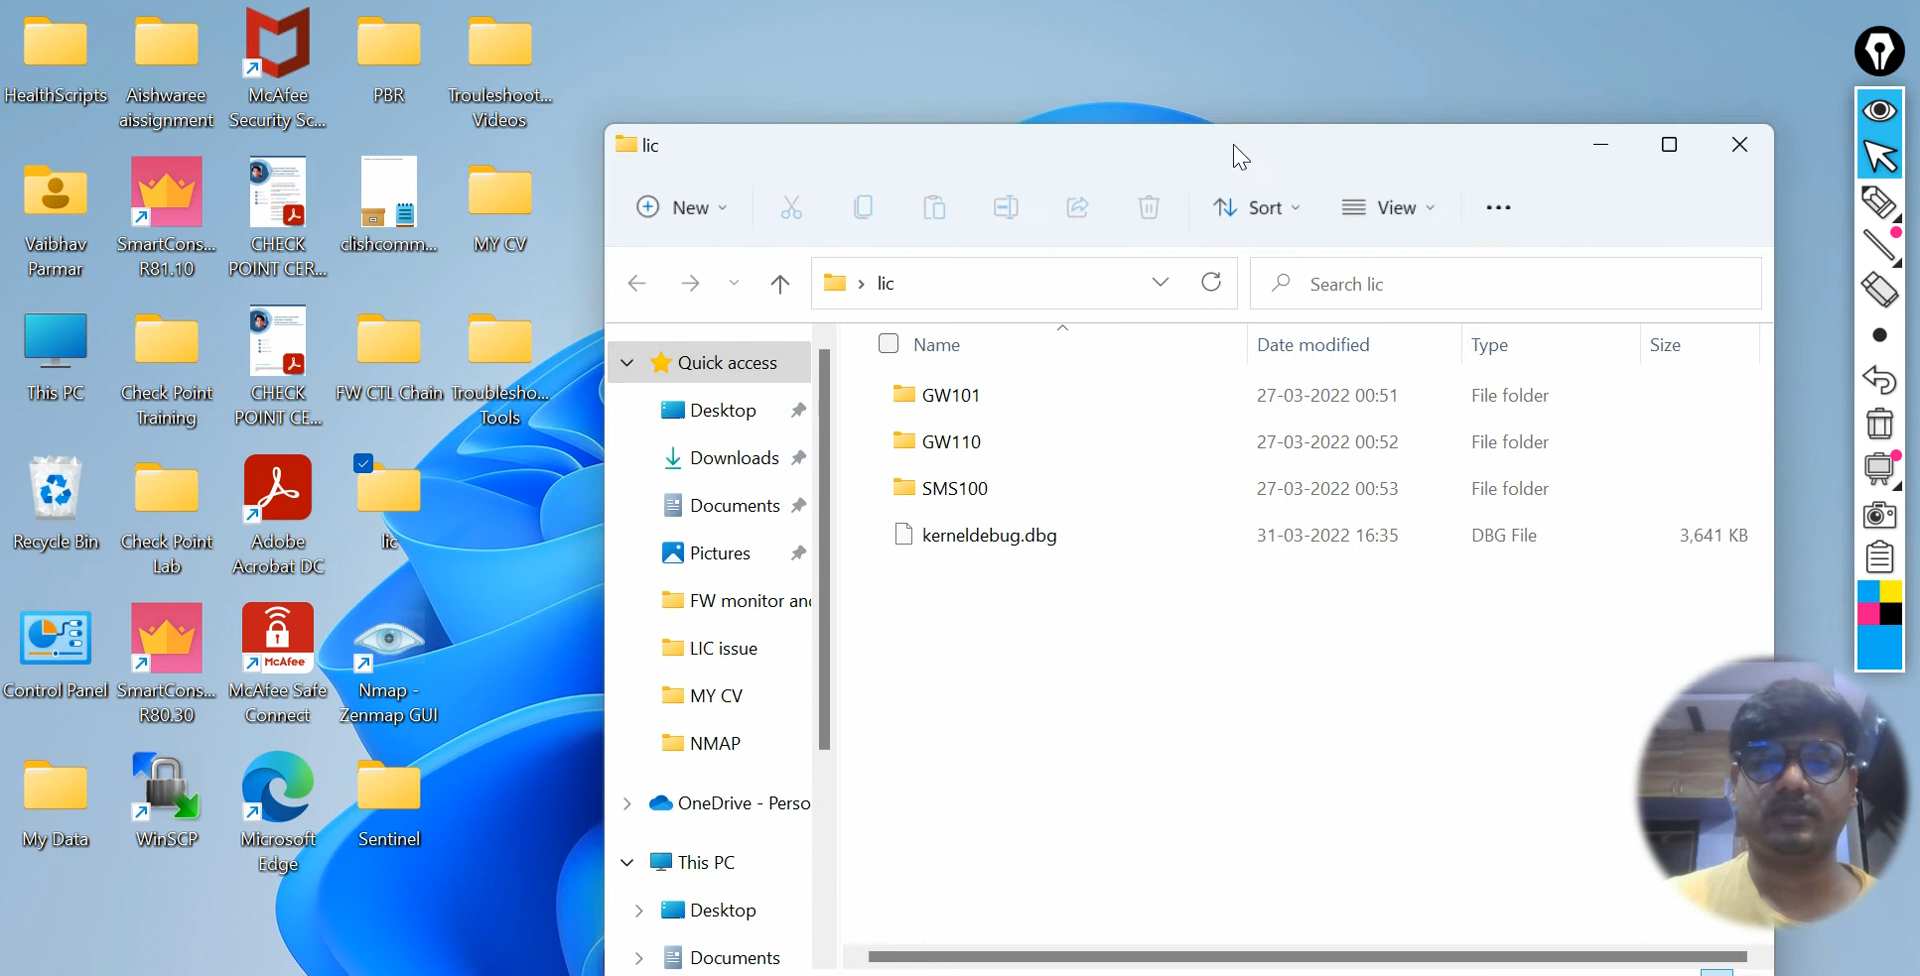 HealthScripts
Aishwaree
aissignment
McAfee
Security Sc...
PBR
Trouleshoot...
Videos
Vaibhav
Parmar
SmartCons...
R81.10
CHECK
POINT CER...
clishcomm...
MY CV
This PC
Check Point
Training
CHECK
POINT CE...
FW CTL Chain
Troublesho...
Tools
Recycle Bin
Check Point
Lab
Adobe
Acrobat DC
lic
Control Panel
SmartCons...
R80.30
McAfee
McAfee Safe
Connect
Nmap -
Zenmap GUI
My Data
WinSCP
Microsoft
Edge
Sentinel
lic
New
Sort
View
lic
Search lic
Name
Date modified
Type
Size
GW101
27-03-2022 00:51
File folder
GW110
27-03-2022 00:52
File folder
SMS100
27-03-2022 00:53
File folder
kerneldebug.dbg
31-03-2022 16:35
DBG File
3,641 KB
Quick access
Desktop
Downloads
Documents
Pictures
FW monitor and
LIC issue
MY CV
NMAP
OneDrive - Perso
This PC
Desktop
Documents